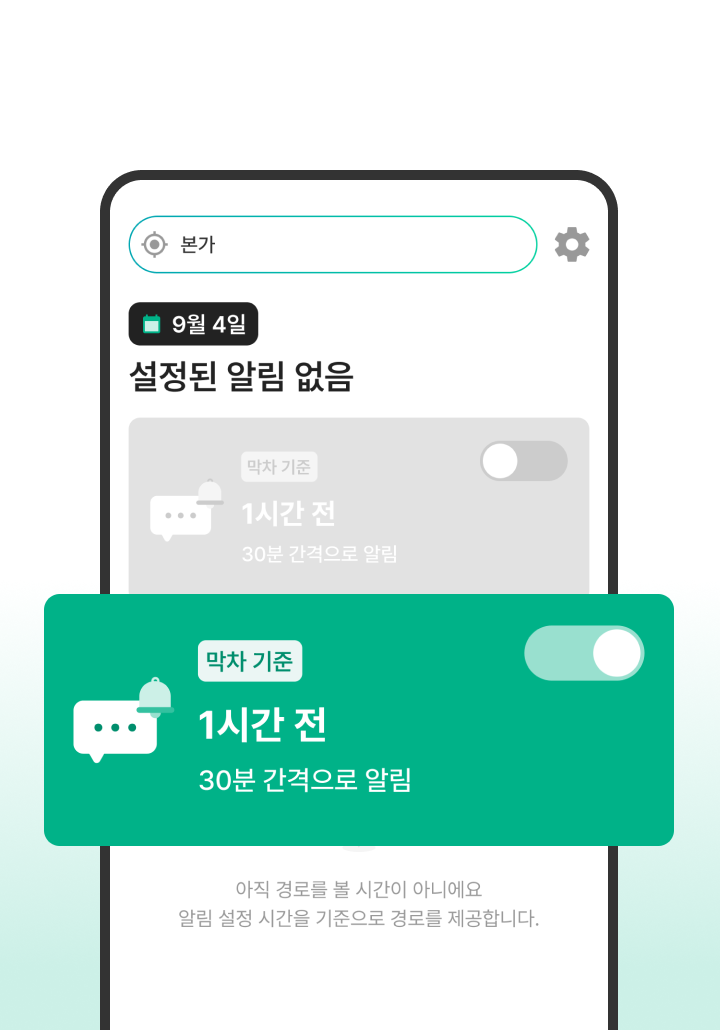 본가
9월 4일
설정된 알림 없음
막차 기준
1시간 전
30분 간격으로 알림
막차 기준
1시간 전
30분 간격으로 알림
아직 경로를 볼 시간이 아니에요
알림 설정 시간을 기준으로 경로를 제공합니다.